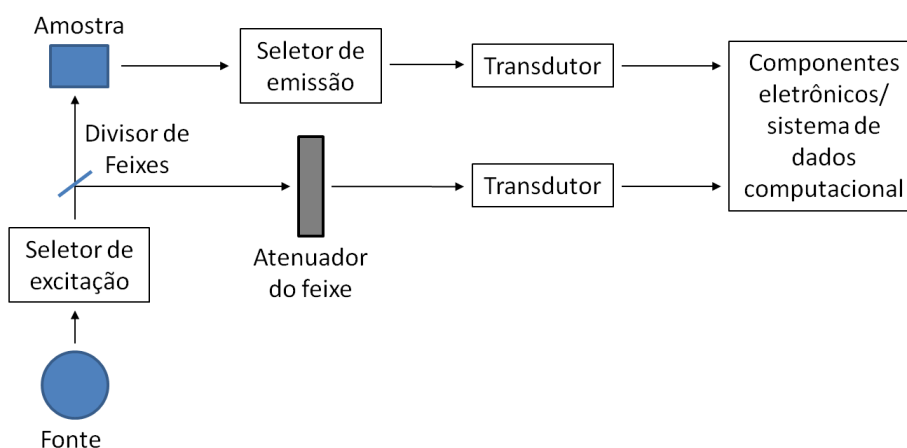 Amostra
Seletor de
emissão
Transdutor
Componentes
eletrônicos/
sistema de
dados
computacional
Divisor de
Feixes
Transdutor
Seletor de
excitação
Atenuador
do feixe
Fonte